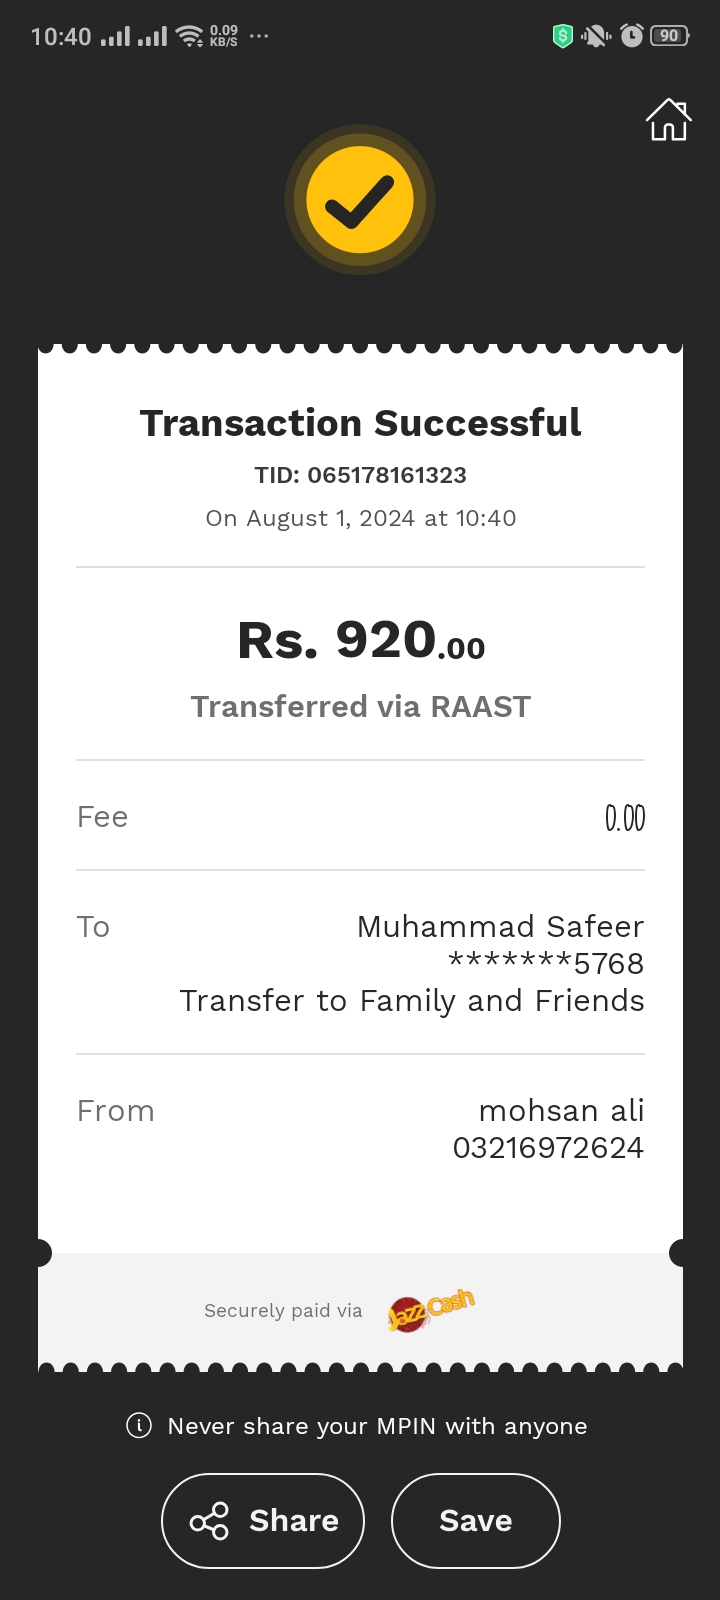 10:40 0.09 KB/S ... 90
Transaction Successful
TID: 065178161323
On August 1, 2024 at 10:40
Rs. 920.00
Transferred via RAAST
Fee 0.00
To Muhammad Safeer
*******5768
Transfer to Family and Friends
From mohsan ali
03216972624
Securely paid via JazzCash
Never share your MPIN with anyone
Share Save